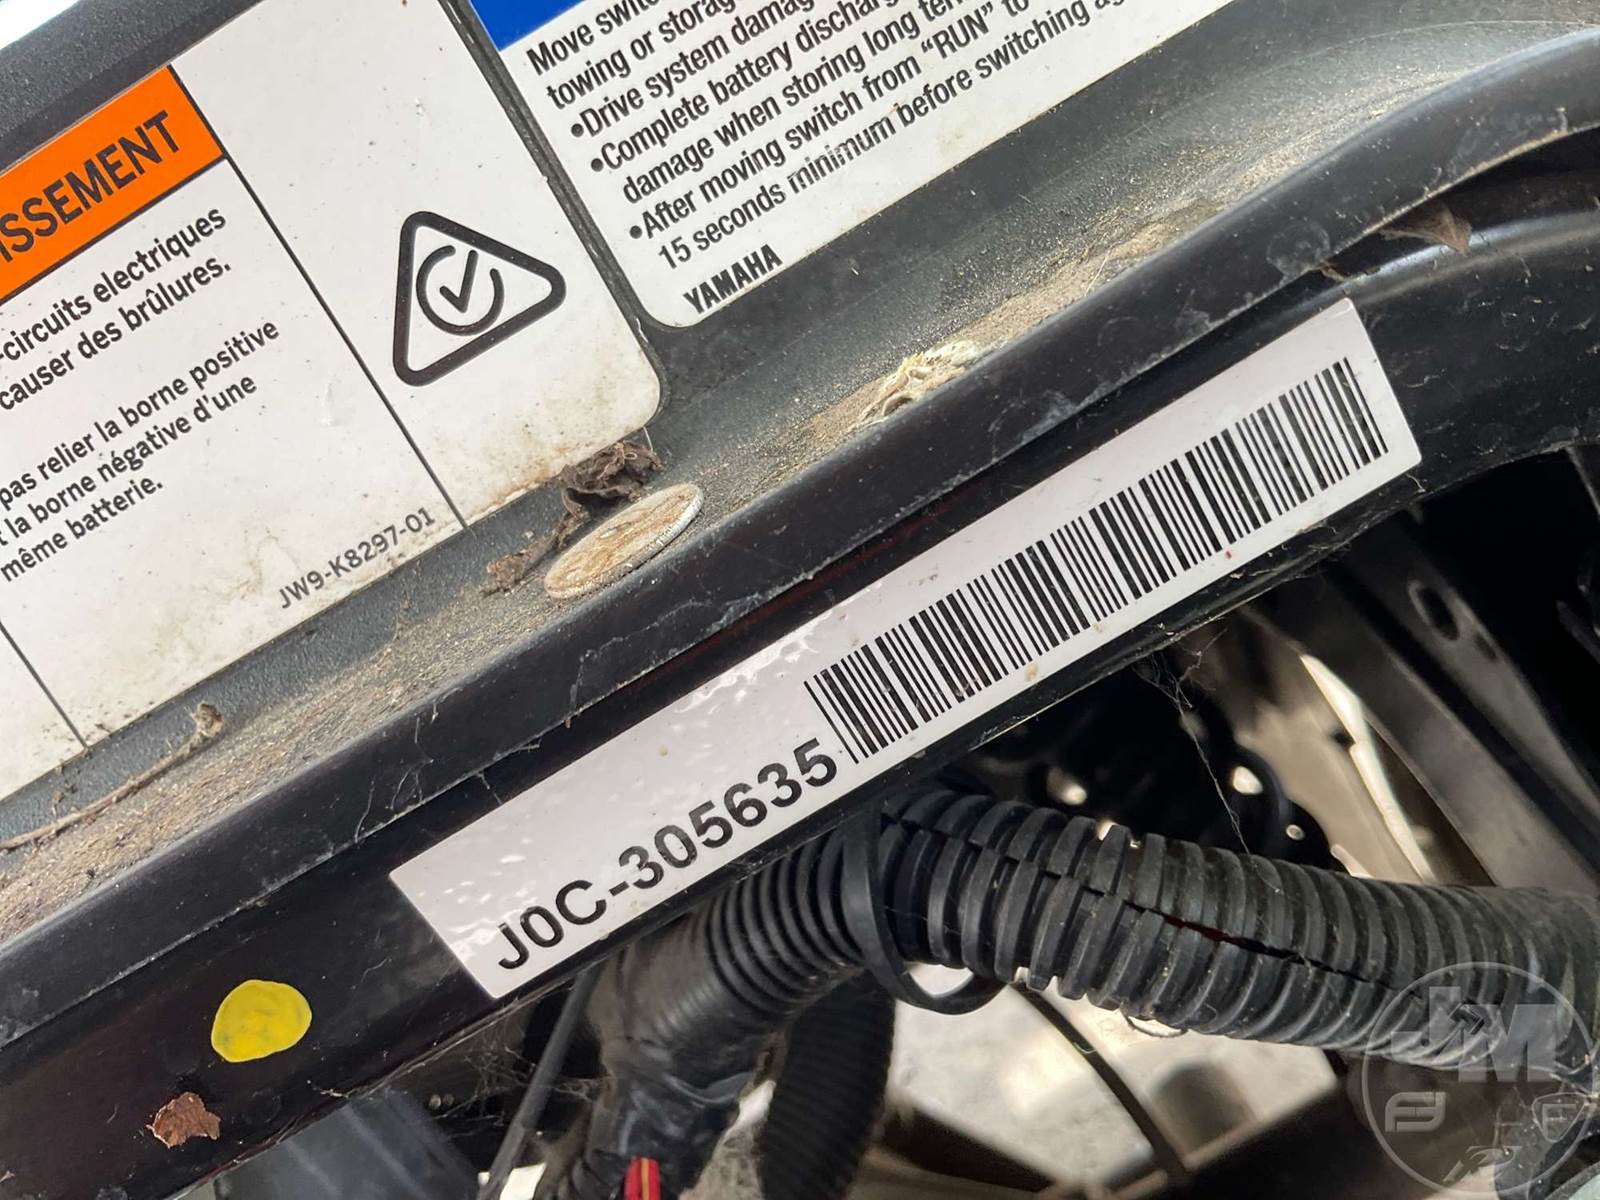 Move
towing or storag
•Drive system damag
•Complete battery discharg
damage when storing long ter
•After moving switch from “RUN” to
15 seconds minimum before switching ag
YAMAHA
ISSEMENT
-circuits electriques
causer des brûlures.
pas relier la borne positive
t la borne négative d'une
même batterie.
JW9-K8297-01
J0C-305635
JM